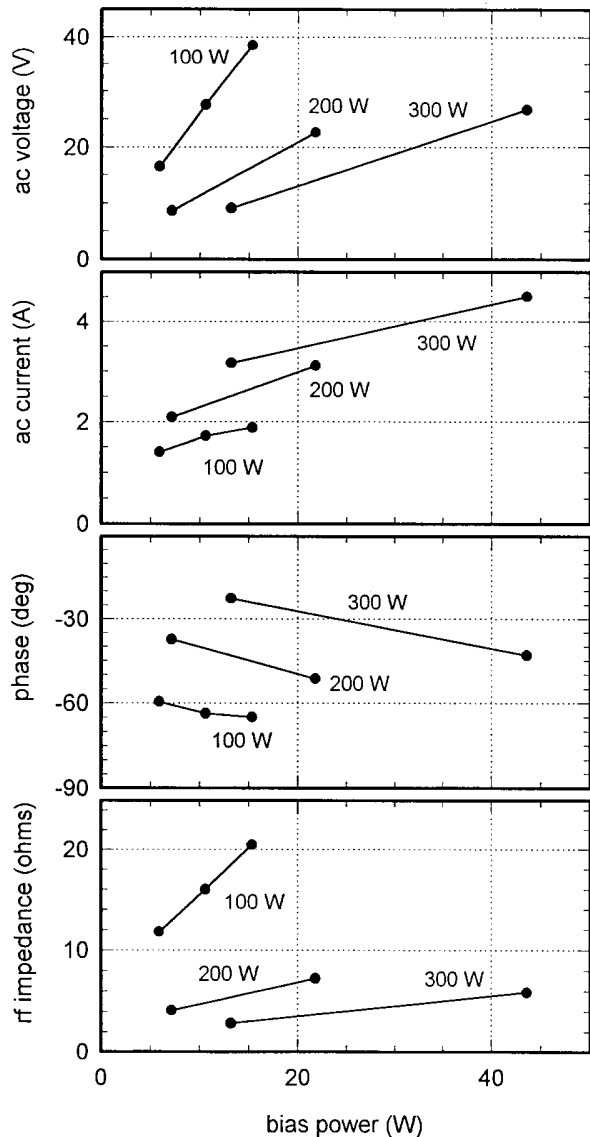 ac voltage (V)
40
20
0
100 W
200 W
300 W
ac current (A)
4
2
0
300 W
200 W
100 W
phase (deg)
-30
-60
-90
300 W
200 W
100 W
rf impedance (ohms)
20
10
0
100 W
200 W
300 W
0 20 40
bias power (W)